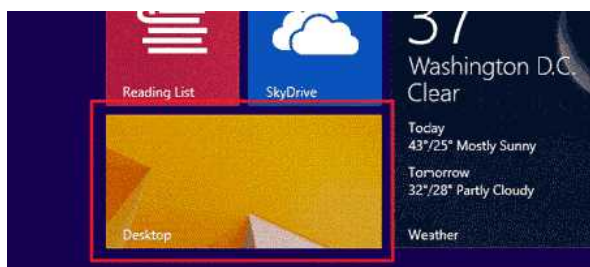 Reading List
SkyDrive
Desktop
37
Washington D.C.
Clear
Today
43°/25° Mostly Sunny
Tomorrow
32°/28° Partly Cloudy
Weather